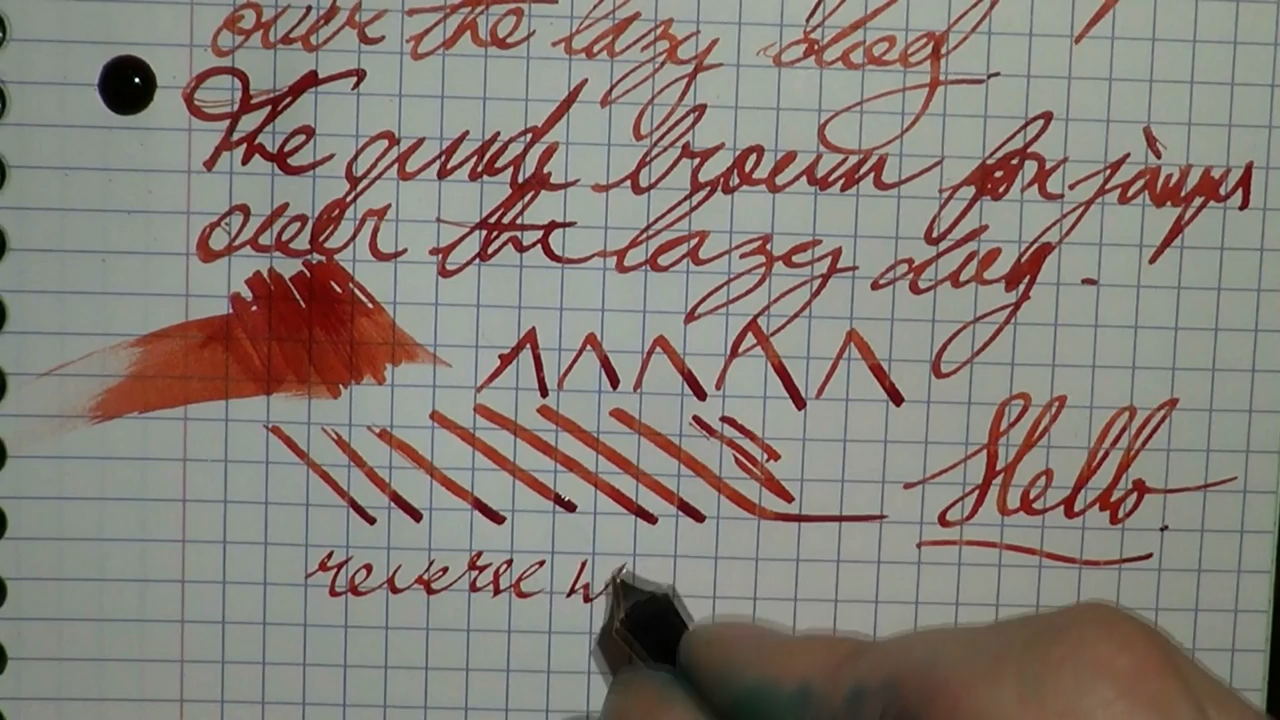 over the lazy dog
The quick brown fox jumps
over the lazy dog.
Hello.
reverse w